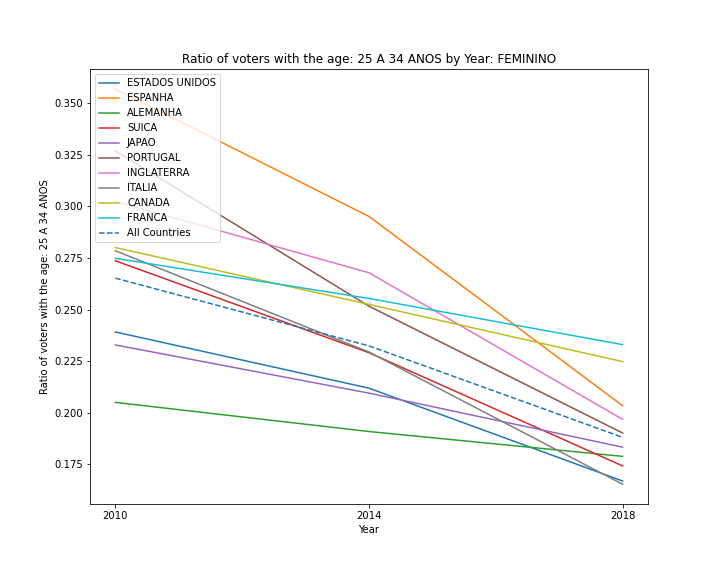 Ratio of voters with the age: 25 A 34 ANOS by Year: FEMININO
ESTADOS UNIDOS
ESPANHA
ALEMANHA
SUICA
JAPAO
PORTUGAL
INGLATERRA
ITALIA
CANADA
FRANCA
All Countries
Ratio of voters with the age: 25 A 34 ANOS
0.350
0.325
0.300
0.275
0.250
0.225
0.200
0.175
2010
2014
2018
Year